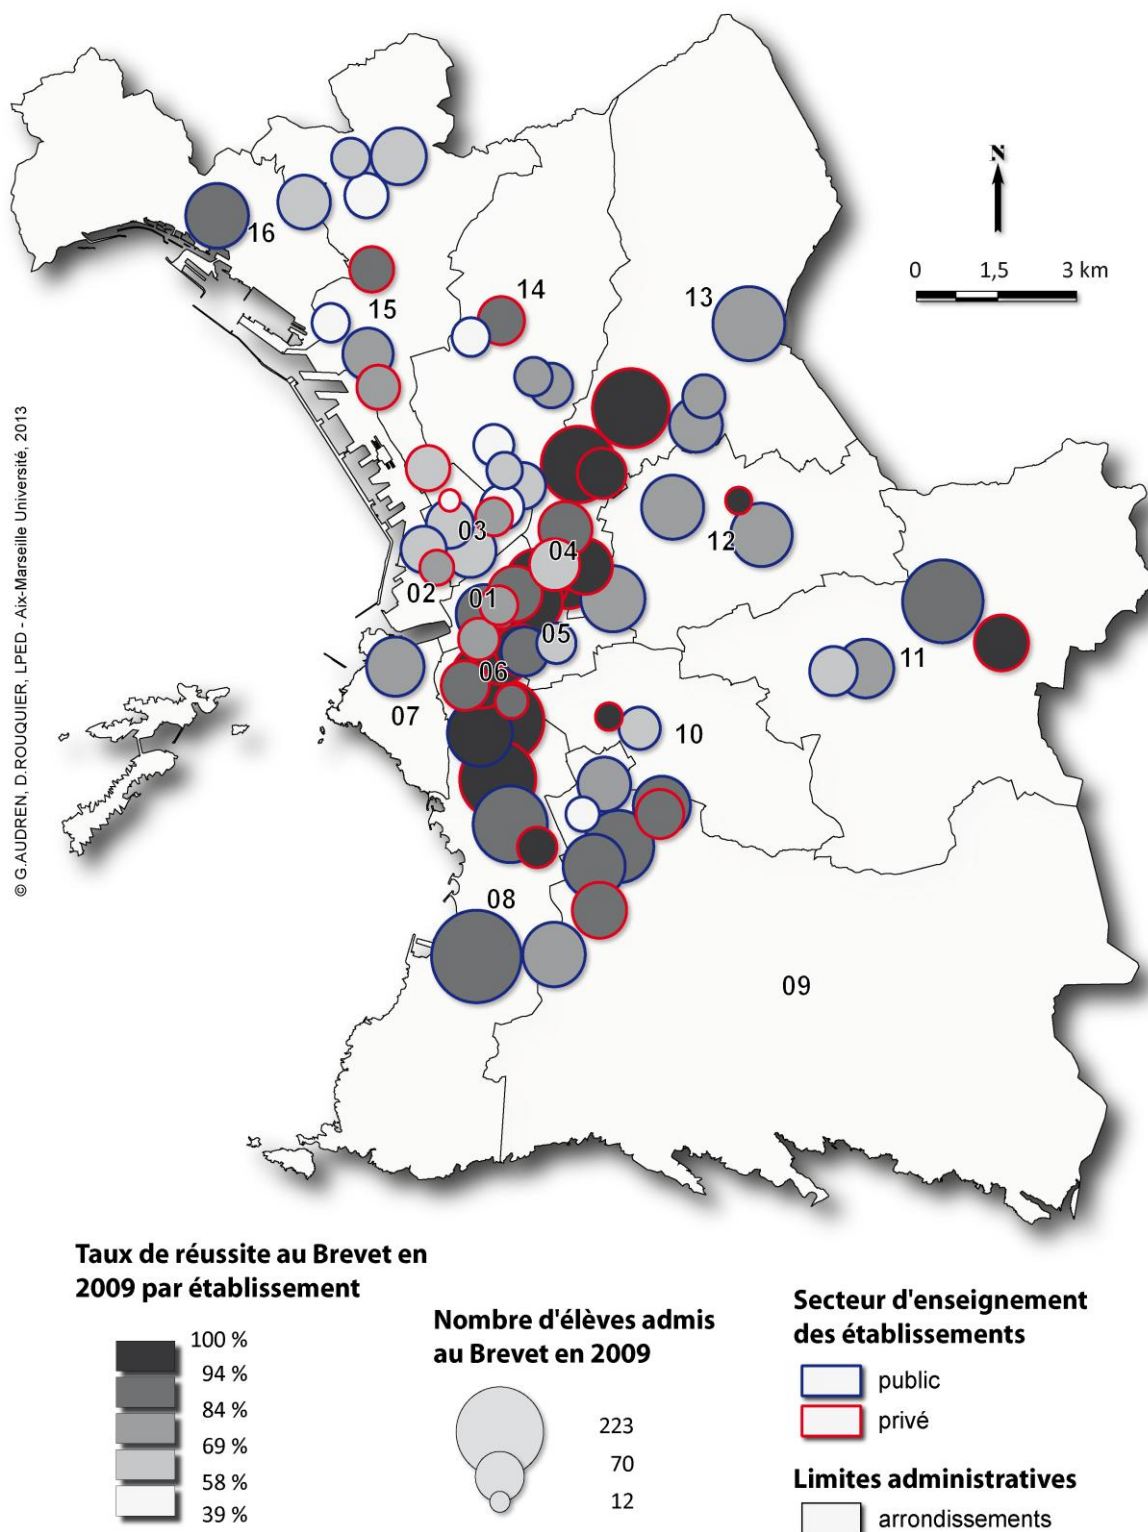 N
0 1,5 3 km
16
15
14
13
03
04
12
02
01
05
06
07
11
10
08
09
© G.AUDREN, D.ROUQUIER, LPED - Aix-Marseille Université, 2013
Taux de réussite au Brevet en
2009 par établissement
100 %
94 %
84 %
69 %
58 %
39 %
Nombre d'élèves admis
au Brevet en 2009
223
70
12
Secteur d'enseignement
des établissements
public
privé
Limites administratives
arrondissements